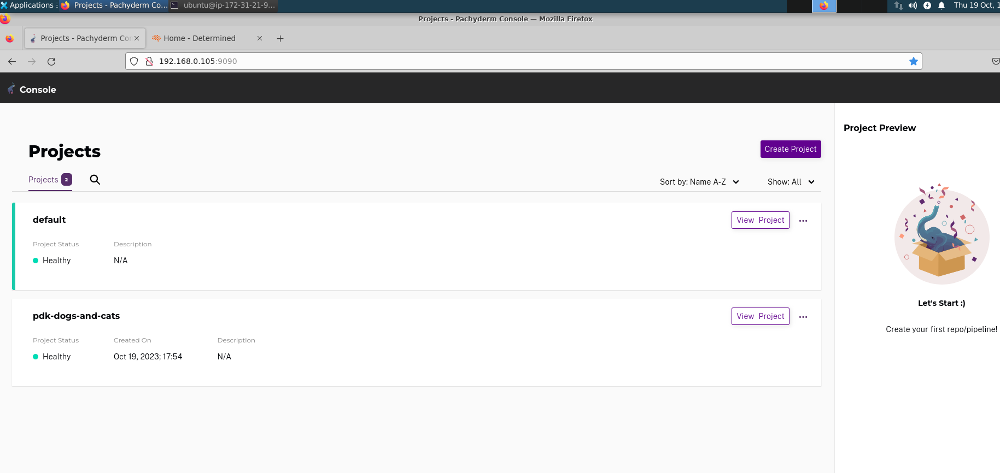 Applications
Projects - Pachyderm Co...
ubuntu@ip-172-31-21-9...
Thu 19 Oct, 1
Projects - Pachyderm Console — Mozilla Firefox
Projects - Pachyderm Con
Home - Determined
192.168.0.105:9090
Console
Project Preview
Projects
Create Project
Projects 2
Sort by: Name A-Z
Show: All
default
View Project
Project Status
Description
Healthy
N/A
Let's Start :)
Create your first repo/pipeline!
pdk-dogs-and-cats
View Project
Project Status
Created On
Description
Healthy
Oct 19, 2023; 17:54
N/A